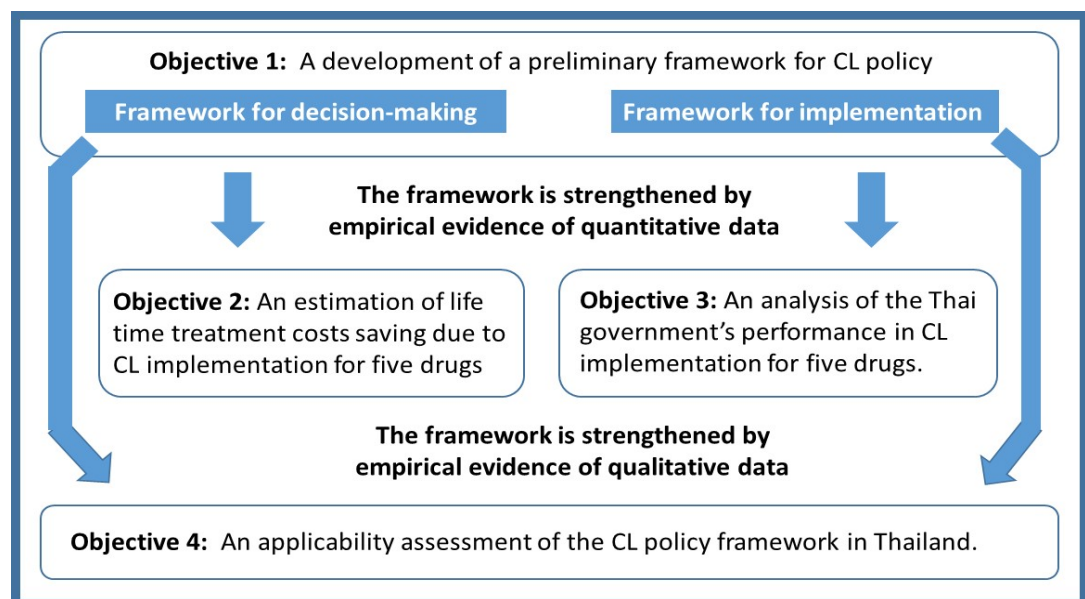 Objective 1: A development of a preliminary framework for CL policy
Framework for decision-making
Framework for implementation
The framework is strengthened by
empirical evidence of quantitative data
Objective 2: An estimation of life
time treatment costs saving due to
CL implementation for five drugs
Objective 3: An analysis of the Thai
government’s performance in CL
implementation for five drugs.
The framework is strengthened by
empirical evidence of qualitative data
Objective 4: An applicability assessment of the CL policy framework in Thailand.